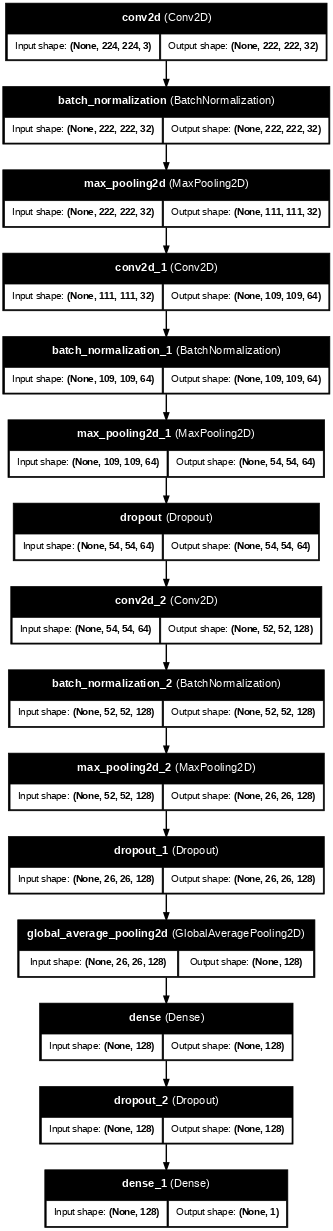 conv2d (Conv2D)
Input shape: (None, 224, 224, 3) Output shape: (None, 222, 222, 32)
batch_normalization (BatchNormalization)
Input shape: (None, 222, 222, 32) Output shape: (None, 222, 222, 32)
max_pooling2d (MaxPooling2D)
Input shape: (None, 222, 222, 32) Output shape: (None, 111, 111, 32)
conv2d_1 (Conv2D)
Input shape: (None, 111, 111, 32) Output shape: (None, 109, 109, 64)
batch_normalization_1 (BatchNormalization)
Input shape: (None, 109, 109, 64) Output shape: (None, 109, 109, 64)
max_pooling2d_1 (MaxPooling2D)
Input shape: (None, 109, 109, 64) Output shape: (None, 54, 54, 64)
dropout (Dropout)
Input shape: (None, 54, 54, 64) Output shape: (None, 54, 54, 64)
conv2d_2 (Conv2D)
Input shape: (None, 54, 54, 64) Output shape: (None, 52, 52, 128)
batch_normalization_2 (BatchNormalization)
Input shape: (None, 52, 52, 128) Output shape: (None, 52, 52, 128)
max_pooling2d_2 (MaxPooling2D)
Input shape: (None, 52, 52, 128) Output shape: (None, 26, 26, 128)
dropout_1 (Dropout)
Input shape: (None, 26, 26, 128) Output shape: (None, 26, 26, 128)
global_average_pooling2d (GlobalAveragePooling2D)
Input shape: (None, 26, 26, 128) Output shape: (None, 128)
dense (Dense)
Input shape: (None, 128) Output shape: (None, 128)
dropout_2 (Dropout)
Input shape: (None, 128) Output shape: (None, 128)
dense_1 (Dense)
Input shape: (None, 128) Output shape: (None, 1)